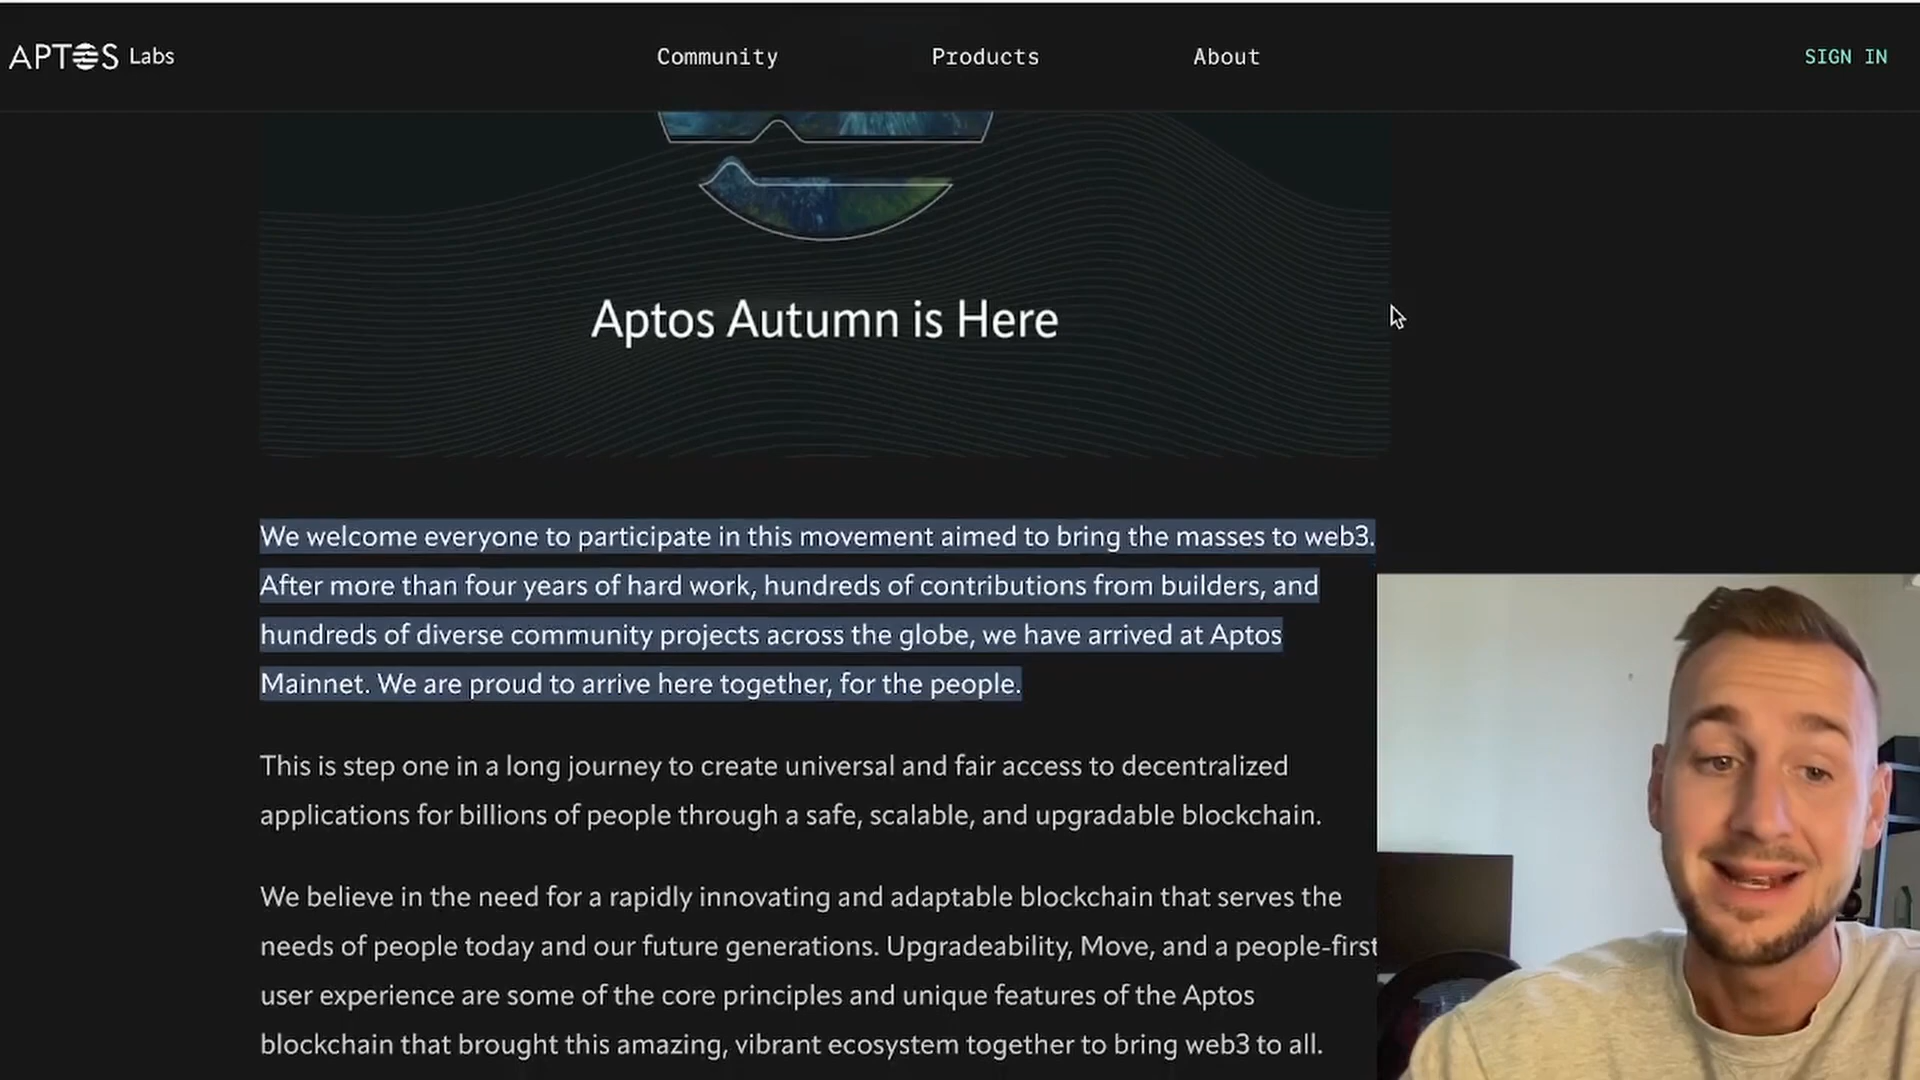 APTOS Labs
Community
Products
About
SIGN IN
Aptos Autumn is Here
We welcome everyone to participate in this movement aimed to bring the masses to web3.
After more than four years of hard work, hundreds of contributions from builders, and
hundreds of diverse community projects across the globe, we have arrived at Aptos
Mainnet. We are proud to arrive here together, for the people.
This is step one in a long journey to create universal and fair access to decentralized
applications for billions of people through a safe, scalable, and upgradable blockchain.
We believe in the need for a rapidly innovating and adaptable blockchain that serves the
needs of people today and our future generations. Upgradeability, Move, and a people-first
user experience are some of the core principles and unique features of the Aptos
blockchain that brought this amazing, vibrant ecosystem together to bring web3 to all.